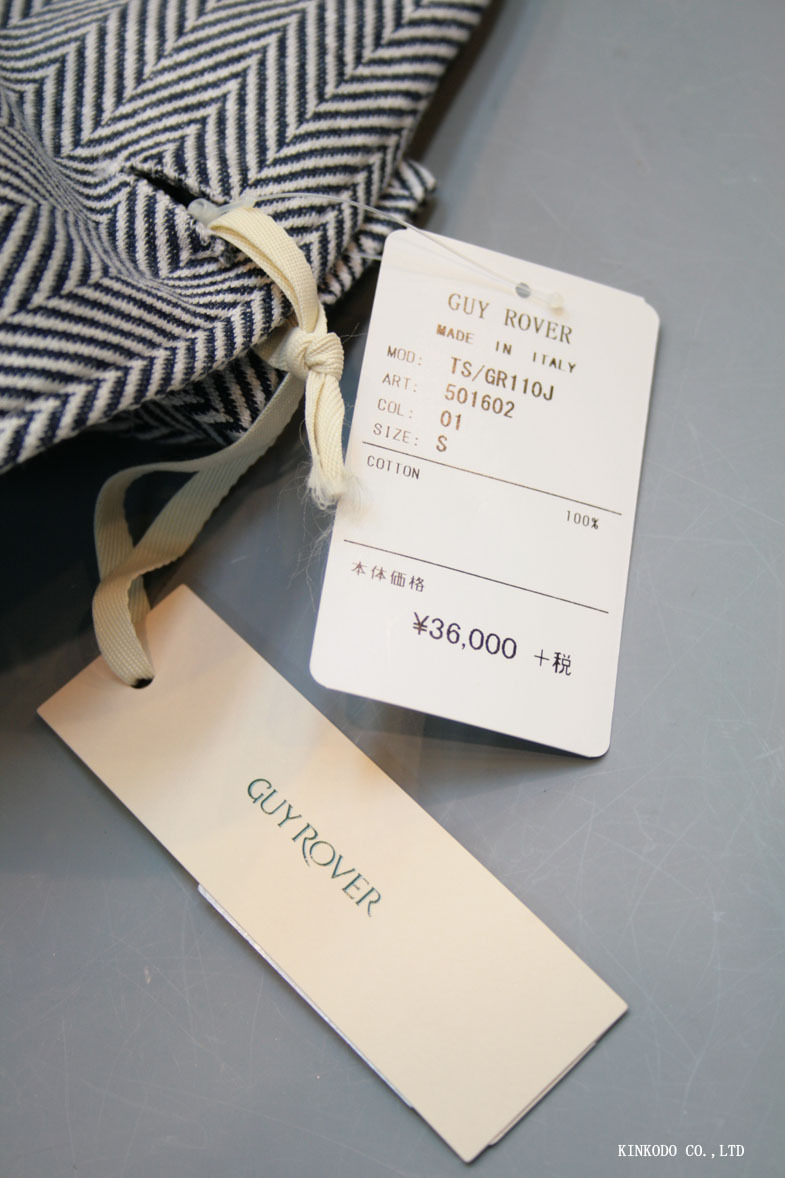 GUY ROVER
MADE IN ITALY
MOD: TS/GR110J
ART: 501602
COL: 01
SIZE: S
COTTON
100%
本体価格
¥36,000 +税
GUY ROVER
KINKODO CO.,LTD